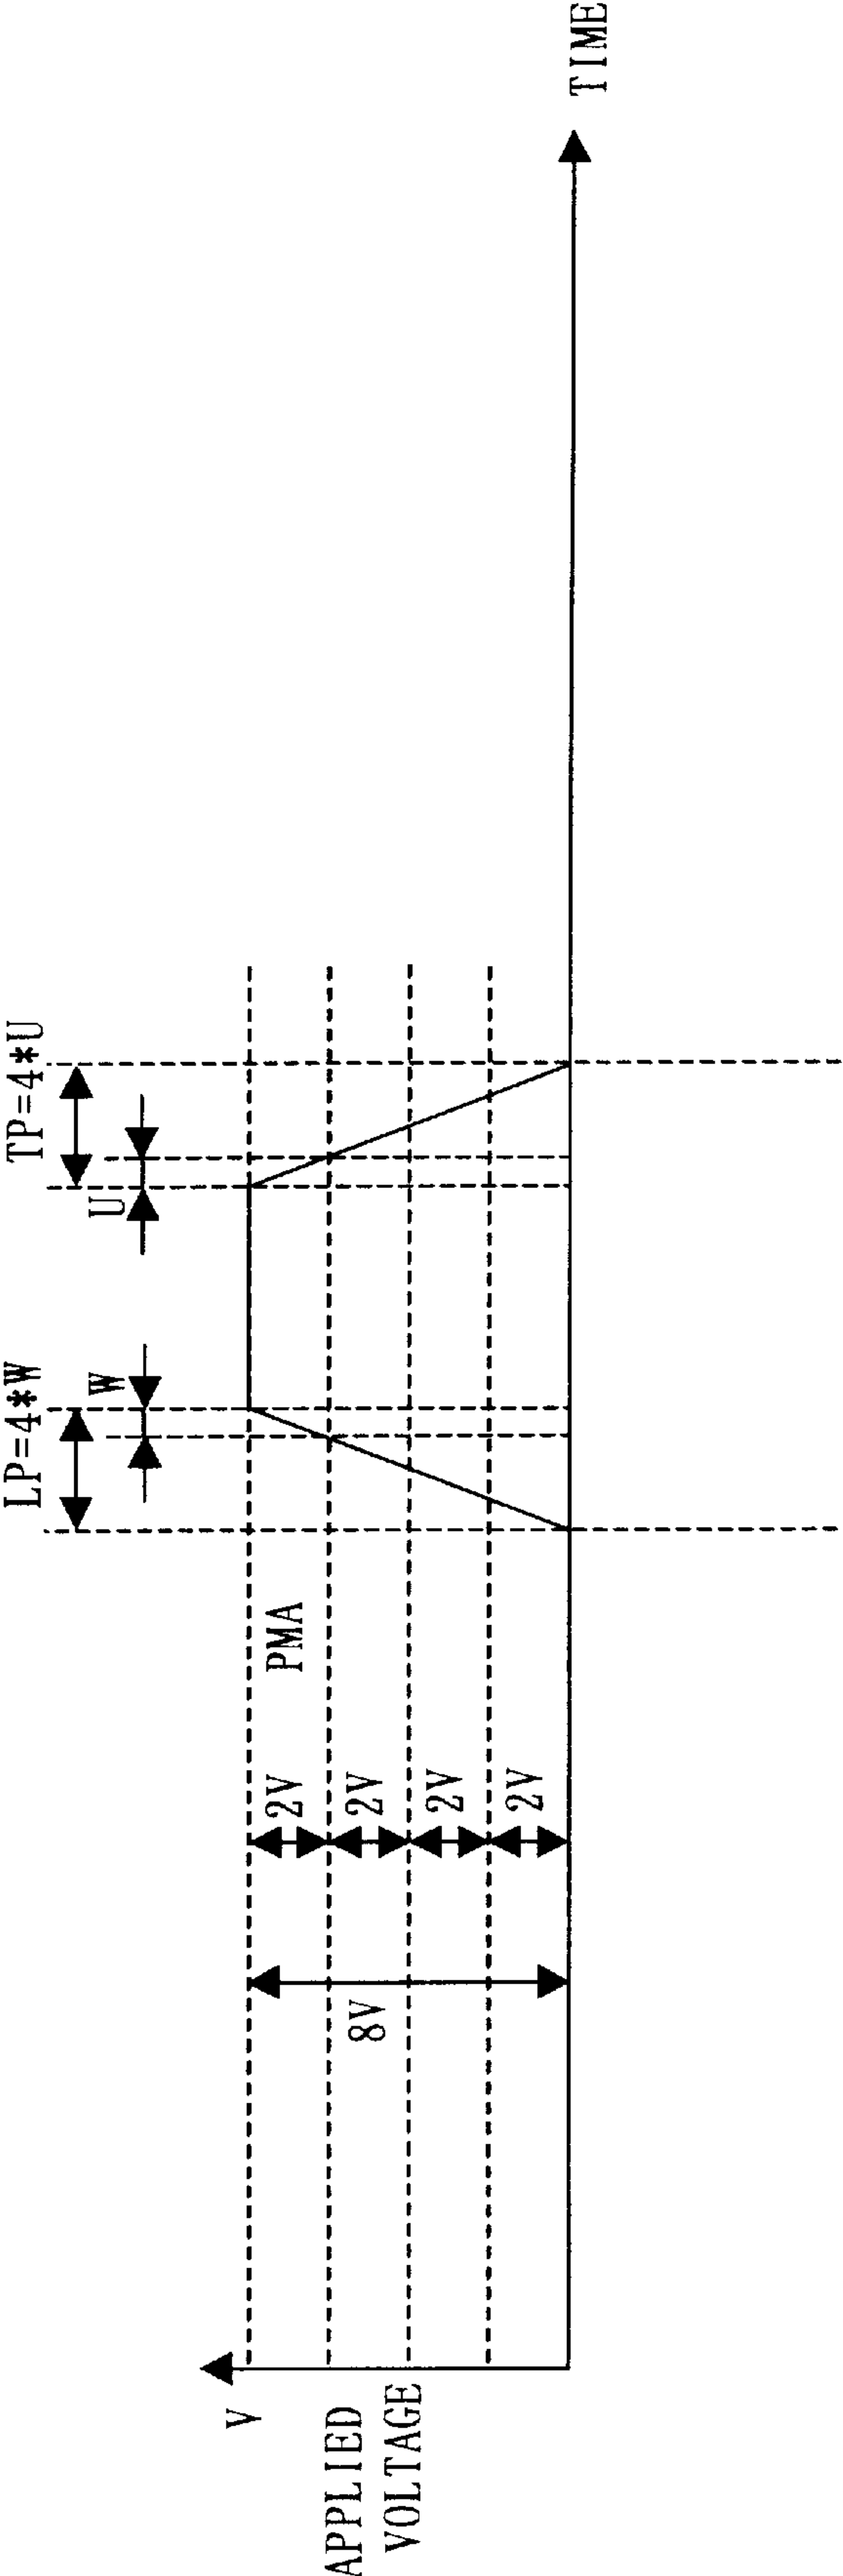 LP=4*W
TP=4*U
W
U
V
APPLIED
VOLTAGE
8V
2V
2V
2V
2V
PMA
TIME